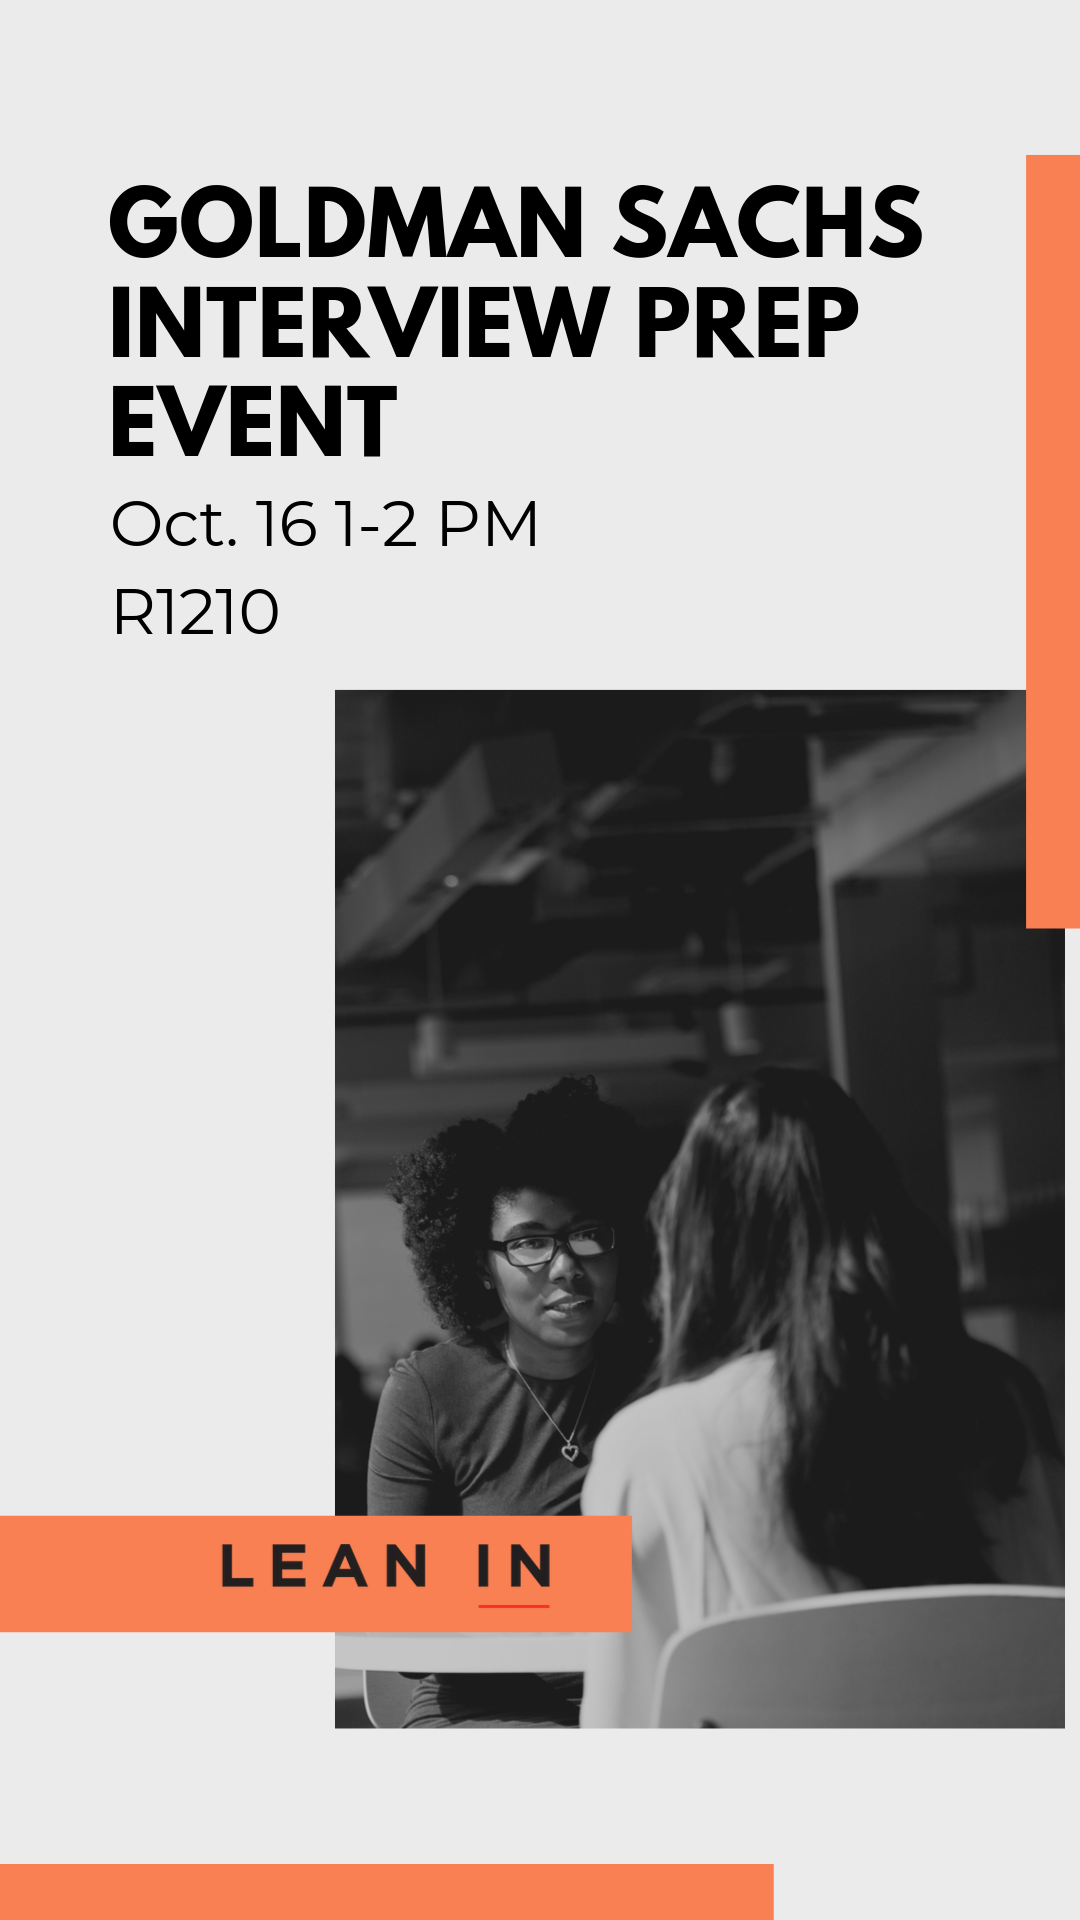 GOLDMAN SACHS
INTERVIEW PREP
EVENT
Oct. 16 1-2 PM
R1210
LEAN IN